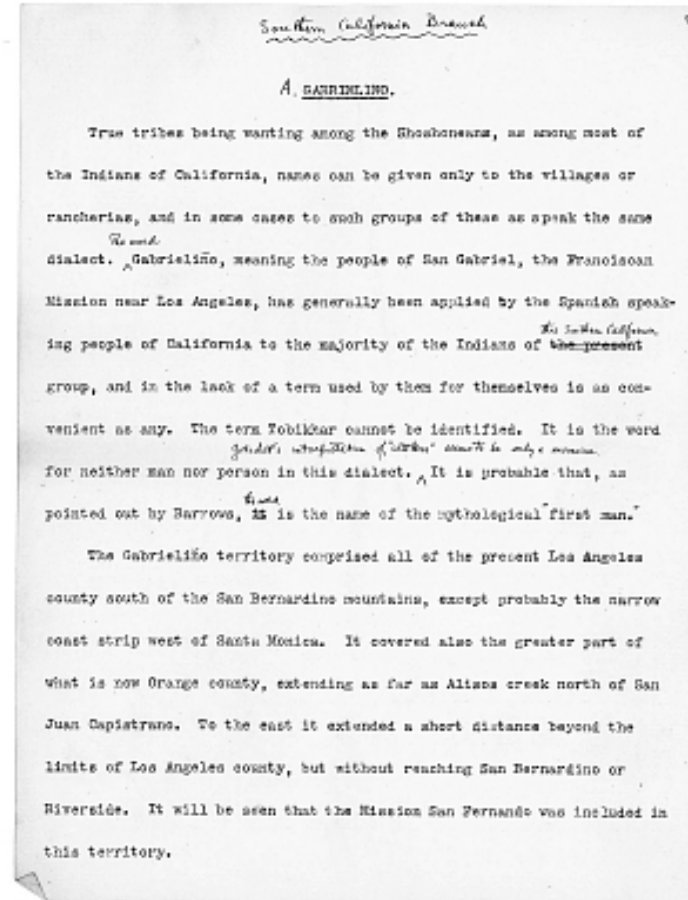 Southern California Branch
A. GABRIELINO.
True tribes being wanting among the Shoshoneans, as among most of
the Indians of California, names can be given only to the villages or
rancherias, and in some cases to such groups of these as speak the same
The word
dialect. Gabrieliño, meaning the people of San Gabriel, the Franciscan
Mission near Los Angeles, has generally been applied by the Spanish speak-
this Southern California
ing people of California to the majority of the Indians of the present
group, and in the lack of a term used by them for themselves is as con-
venient as any. The term Tobikhar cannot be identified. It is the word
interpretation of seems to be only a
for neither man nor person in this dialect. It is probable that, as
the word
pointed out by Barrows, it is the name of the mythological "first man."
The Gabrieliño territory comprised all of the present Los Angeles
county south of the San Bernardino mountains, except probably the narrow
coast strip west of Santa Monica. It covered also the greater part of
what is now Orange county, extending as far as Alisos creek north of San
Juan Capistrano. To the east it extended a short distance beyond the
limits of Los Angeles county, but without reaching San Bernardino or
Riverside. It will be seen that the Mission San Fernando was included in
this territory.